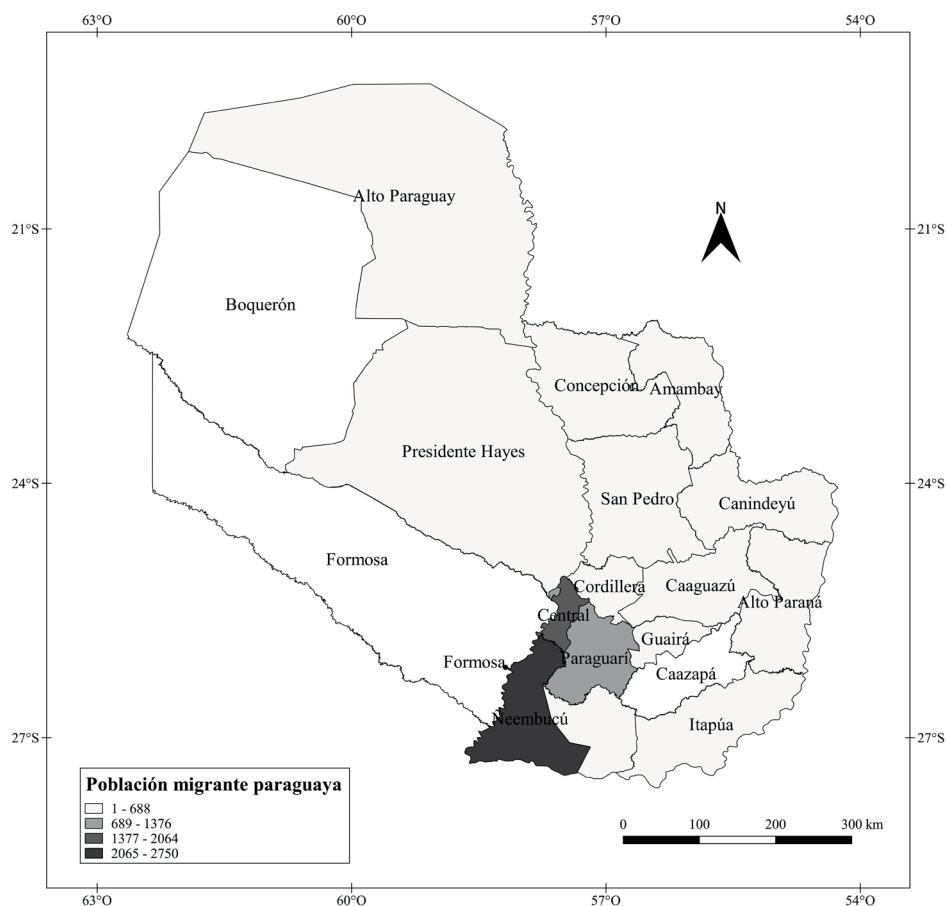 63°O 60°O 57°O 54°O
N
21°S 21°S
Alto Paraguay
Boquerón
Concepción Amambay
Presidente Hayes
24°S 24°S
San Pedro Canindeyú
Formosa
Cordillera Caaguazú
Alto Paraná
Central
Guairá
Formosa Paraguarí
Caazapá
Neembucú Itapúa
27°S 27°S
Población migrante paraguaya
1 - 688
689 - 1376
1377 - 2064
2065 - 2750
0 100 200 300 km
63°O 60°O 57°O 54°O